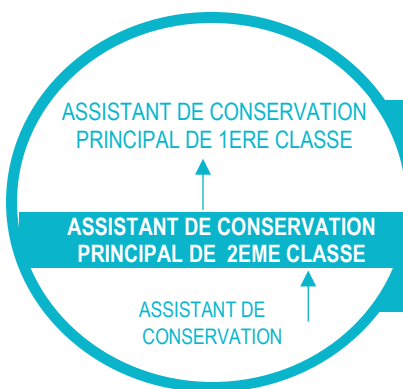 ASSISTANT DE CONSERVATION
PRINCIPAL DE 1ERE CLASSE
ASSISTANT DE CONSERVATION
PRINCIPAL DE 2EME CLASSE
ASSISTANT DE
CONSERVATION